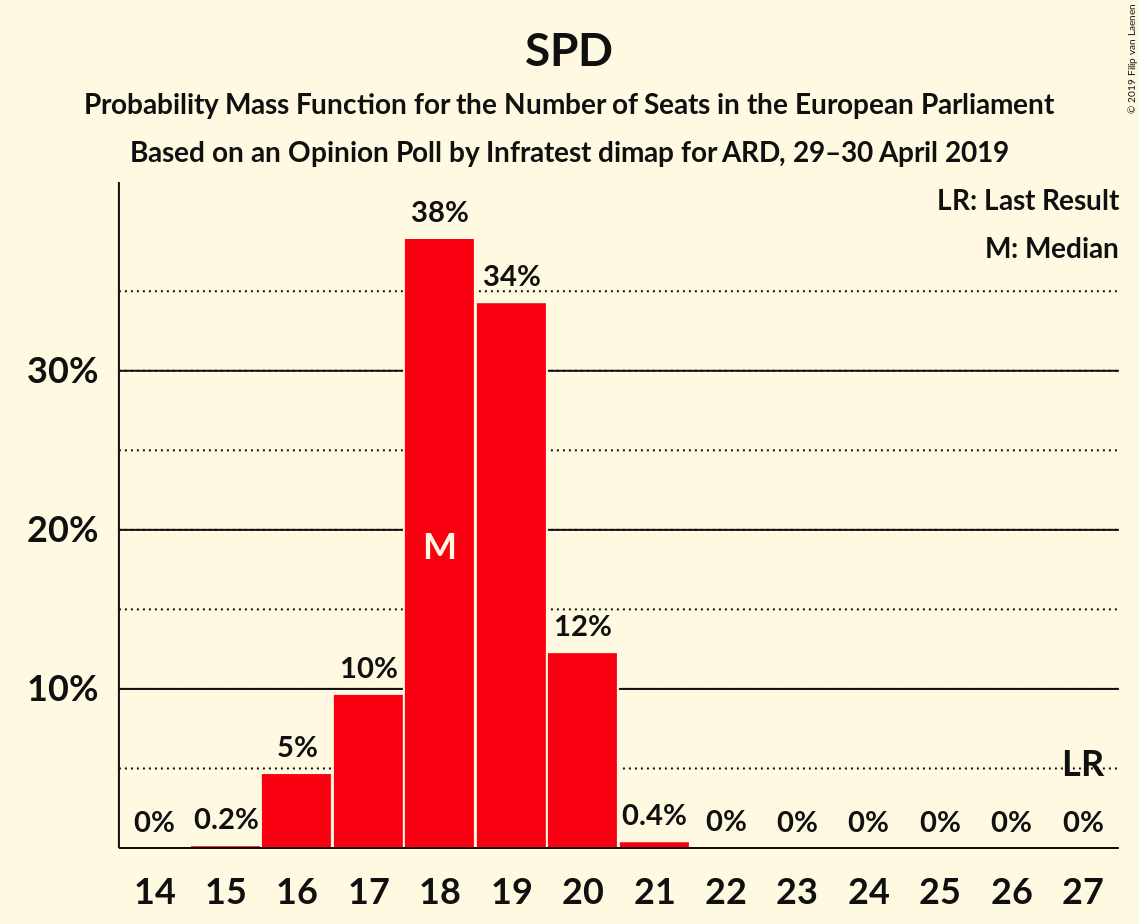 SPD
Probability Mass Function for the Number of Seats in the European Parliament
Based on an Opinion Poll by Infratest dimap for ARD, 29–30 April 2019
© 2019 Filip van Laenen
LR: Last Result
M: Median
38%
34%
30%
20%
M
12%
10%
10%
5%
LR
0%
0.2%
0.4%
0%
0%
0%
0%
0%
0%
14 15 16 17 18 19 20 21 22 23 24 25 26 27